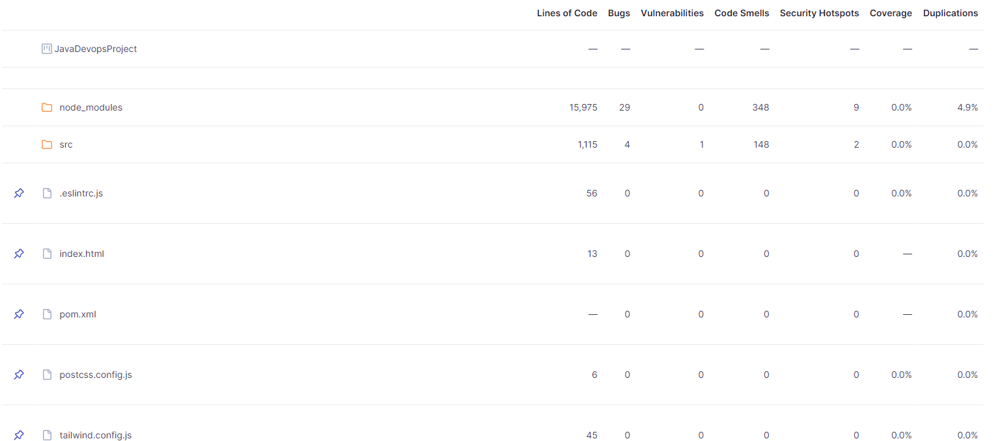 Lines of Code Bugs Vulnerabilities Code Smells Security Hotspots Coverage Duplications
JavaDevopsProject — — — — — — —
node_modules 15,975 29 0 348 9 0.0% 4.9%
src 1,115 4 1 148 2 0.0% 0.0%
.eslintrc.js 56 0 0 0 0 0.0% 0.0%
index.html 13 0 0 0 0 — 0.0%
pom.xml — 0 0 0 0 — 0.0%
postcss.config.js 6 0 0 0 0 0.0% 0.0%
tailwind.config.js 45 0 0 0 0 0.0% 0.0%